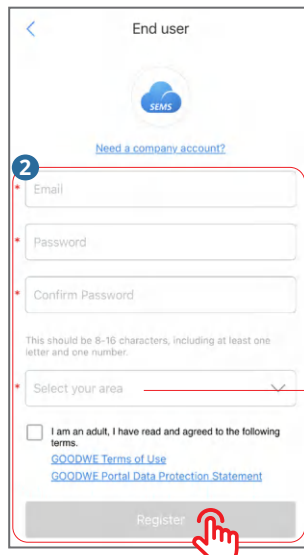 End user
SEMS
Need a company account?
2
* Email
* Password
* Confirm Password
This should be 8-16 characters, including at least one
letter and one number.
* Select your area
I am an adult, I have read and agreed to the following
terms.
GOODWE Terms of Use
GOODWE Portal Data Protection Statement
Register